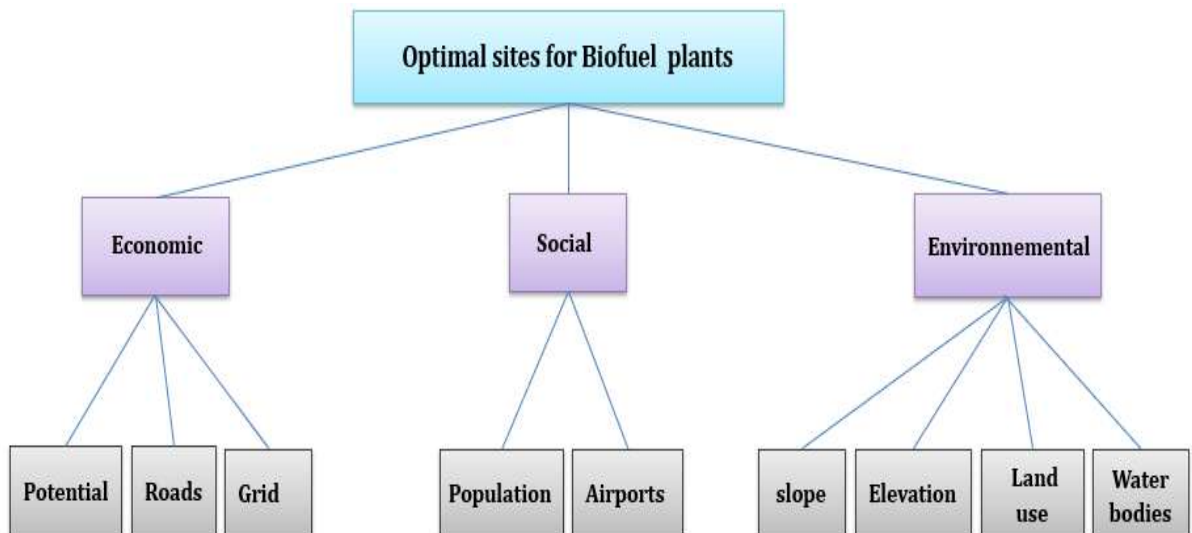 Optimal sites for Biofuel plants
Economic
Social
Environnemental
Potential
Roads
Grid
Population
Airports
slope
Elevation
Land
use
Water
bodies